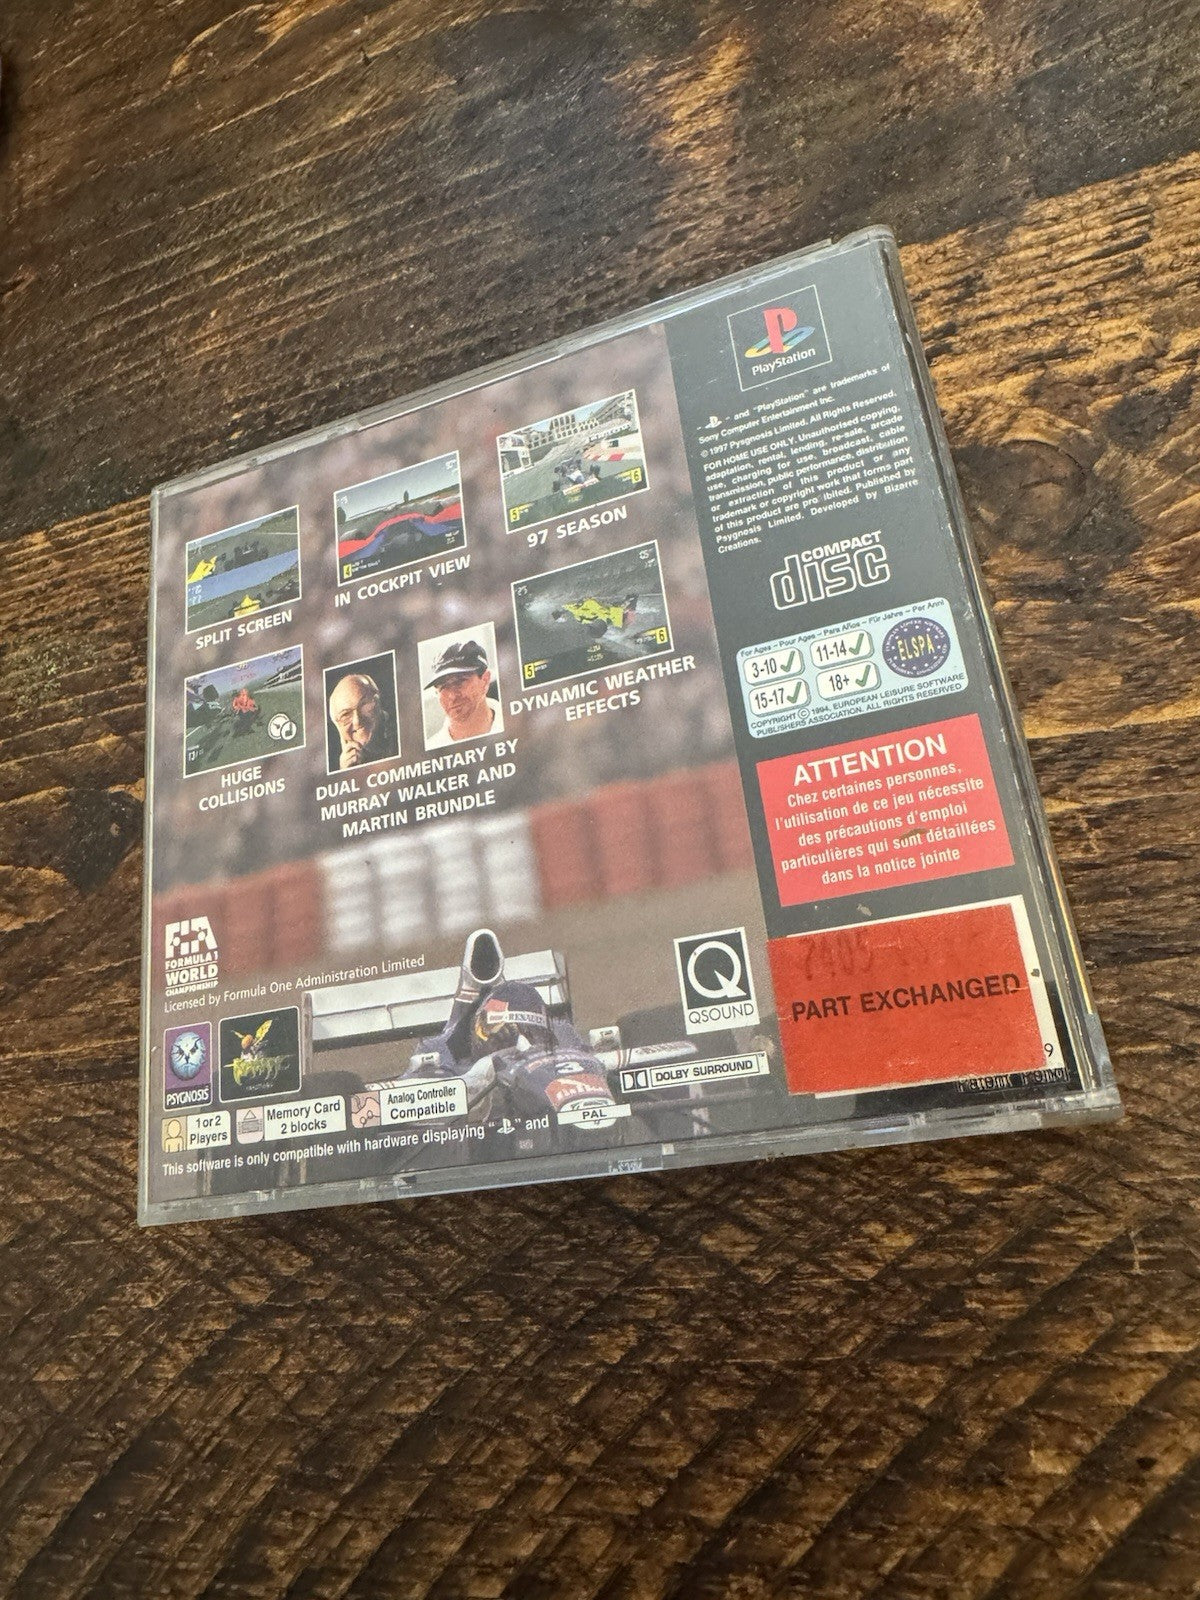 PlayStation
" " and "PlayStation" are trademarks of
Sony Computer Entertainment Inc.
© 1997 Psygnosis Limited. All Rights Reserved.
FOR HOME USE ONLY. Unauthorised copying,
adaptation, rental, lending, re-sale, arcade
use, charging for use, broadcast, cable
transmission, public performance, distribution
or extraction of this product or any
trademark or copyright work that forms part
of this product are prohibited. Published by
Psygnosis Limited. Developed by Bizarre
Creations.
COMPACT
disc
For Ages - Pour Ages - Para Años - Für Jahre - Per Anni
3-10 11-14
15-17 18+
ELSPA
COPYRIGHT © 1994, EUROPEAN LEISURE SOFTWARE
PUBLISHERS ASSOCIATION. ALL RIGHTS RESERVED
ATTENTION
Chez certaines personnes,
l'utilisation de ce jeu nécessite
des précautions d'emploi
particulières qui sont détaillées
dans la notice jointe
PART EXCHANGED
9
SPLIT SCREEN
IN COCKPIT VIEW
97 SEASON
HUGE
COLLISIONS
DUAL COMMENTARY BY
MURRAY WALKER AND
MARTIN BRUNDLE
DYNAMIC WEATHER
EFFECTS
FIA
FORMULA 1
WORLD
CHAMPIONSHIP
Licensed by Formula One Administration Limited
PSYGNOSIS
RENAULT
3
Q
QSOUND
DOLBY SURROUND
1 or 2
Players
Memory Card
2 blocks
Analog Controller
Compatible
PAL
This software is only compatible with hardware displaying " " and